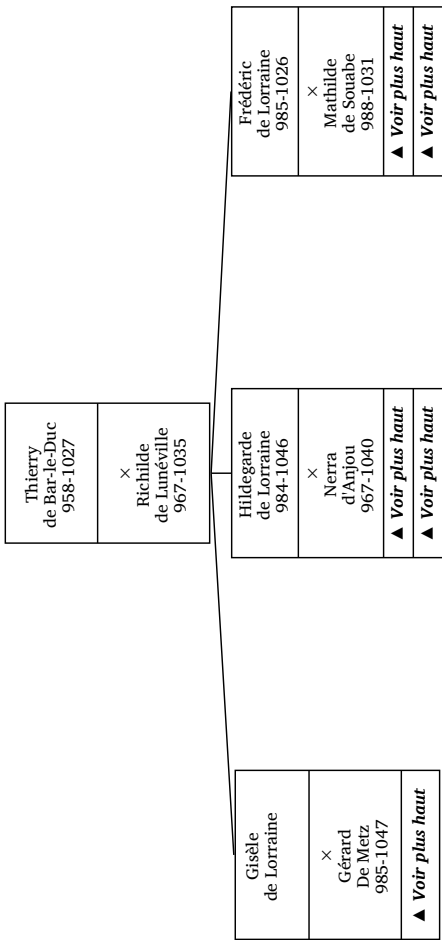 Thierry
de Bar-le-Duc
958-1027
×
Richilde
de Lunéville
967-1035
Gisèle
de Lorraine
×
Gérard
De Metz
985-1047
▲ Voir plus haut
Hildegarde
de Lorraine
984-1046
×
Nerra
d'Anjou
967-1040
▲ Voir plus haut
▲ Voir plus haut
Frédéric
de Lorraine
985-1026
×
Mathilde
de Souabe
988-1031
▲ Voir plus haut
▲ Voir plus haut